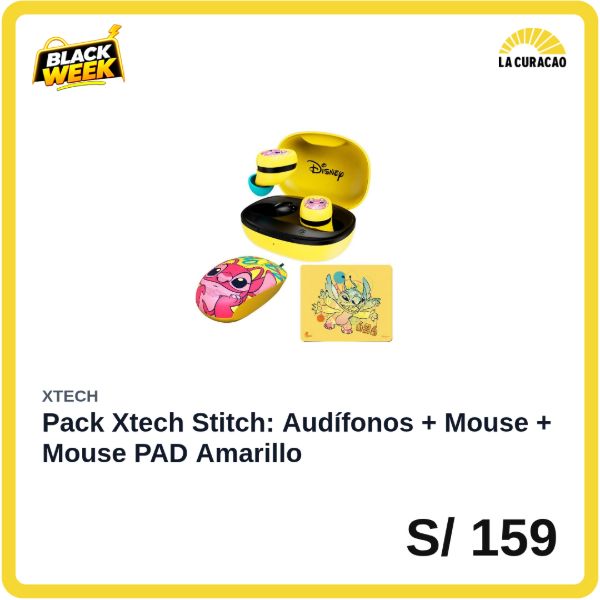 BLACK
WEEK
LA CURACAO
Disney
XTECH
Pack Xtech Stitch: Audífonos + Mouse +
Mouse PAD Amarillo
S/ 159